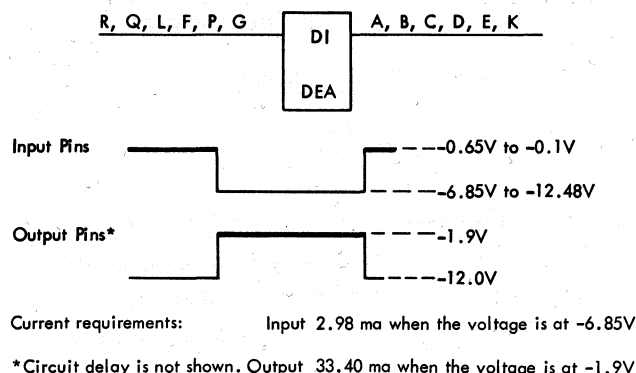 R, Q, L, F, P, G
A, B, C, D, E, K
DI
DEA
Input Pins
-0.65V to -0.1V
-6.85V to -12.48V
Output Pins*
-1.9V
-12.0V
Current requirements: Input 2.98 ma when the voltage is at -6.85V
*Circuit delay is not shown. Output 33.40 ma when the voltage is at -1.9V